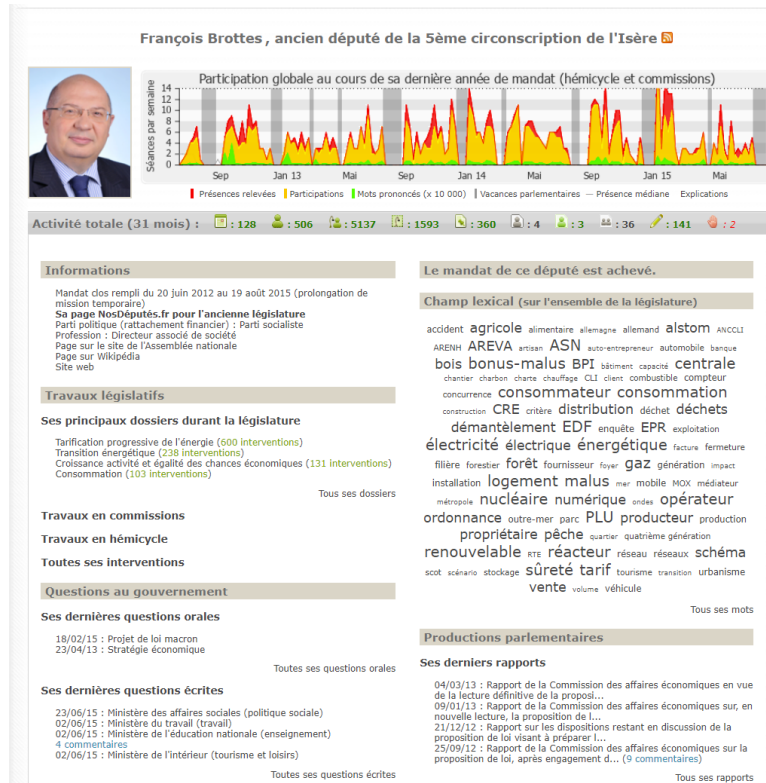 François Brottes, ancien député de la 5ème circonscription de l'Isère
Participation globale au cours de sa dernière année de mandat (hémicycle et commissions)
Séances par semaine
14
12
10
8
6
4
2
0
Sep Jan 13 Mai Sep Jan 14 Mai Sep Jan 15 Mai
Présences relevées Participations Mots prononcés (x 10 000) Vacances parlementaires — Présence médiane Explications
Activité totale (31 mois) : : 128 : 506 : 5137 : 1593 : 360 : 4 : 3 : 36 : 141 : 2
Informations
Mandat clos rempli du 20 juin 2012 au 19 août 2015 (prolongation de
mission temporaire)
Sa page NosDéputés.fr pour l'ancienne législature
Parti politique (rattachement financier) : Parti socialiste
Profession : Directeur associé de société
Page sur le site de l'Assemblée nationale
Page sur Wikipédia
Site web
Travaux législatifs
Ses principaux dossiers durant la législature
Tarification progressive de l'énergie (600 interventions)
Transition énergétique (238 interventions)
Croissance activité et égalité des chances économiques (131 interventions)
Consommation (103 interventions)
Tous ses dossiers
Travaux en commissions
Travaux en hémicycle
Toutes ses interventions
Questions au gouvernement
Ses dernières questions orales
18/02/15 : Projet de loi macron
23/04/13 : Stratégie économique
Toutes ses questions orales
Ses dernières questions écrites
23/06/15 : Ministère des affaires sociales (politique sociale)
02/06/15 : Ministère du travail (travail)
02/06/15 : Ministère de l'éducation nationale (enseignement)
4 commentaires
02/06/15 : Ministère de l'intérieur (tourisme et loisirs)
Toutes ses questions écrites
Le mandat de ce député est achevé.
Champ lexical (sur l'ensemble de la législature)
accident agricole alimentaire allemagne allemand alstom ANCCLI
ARENH AREVA artisan ASN auto-entrepreneur automobile banque
bois bonus-malus BPI bâtiment capacité centrale
chantier charbon charte chauffage CLI client combustible compteur
concurrence consommateur consommation
construction CRE critère distribution déchet déchets
démantèlement EDF enquête EPR exploitation
électricité électrique énergétique facture fermeture
filière forestier forêt fournisseur foyer gaz génération impact
installation logement malus mer mobile MOX médiateur
métropole nucléaire numérique ondes opérateur
ordonnance outre-mer parc PLU producteur production
propriétaire pêche quartier quatrième génération
renouvelable RTE réacteur réseau réseaux schéma
scot scénario stockage sûreté tarif tourisme transition urbanisme
vente volume véhicule
Tous ses mots
Productions parlementaires
Ses derniers rapports
04/03/13 : Rapport de la Commission des affaires économiques en vue
de la lecture définitive de la proposi...
09/01/13 : Rapport de la Commission des affaires économiques sur, en
nouvelle lecture, la proposition de l...
21/12/12 : Rapport sur les dispositions restant en discussion de la
proposition de loi visant à préparer l...
25/09/12 : Rapport de la Commission des affaires économiques sur la
proposition de loi, après engagement d... (9 commentaires)
Tous ses rapports